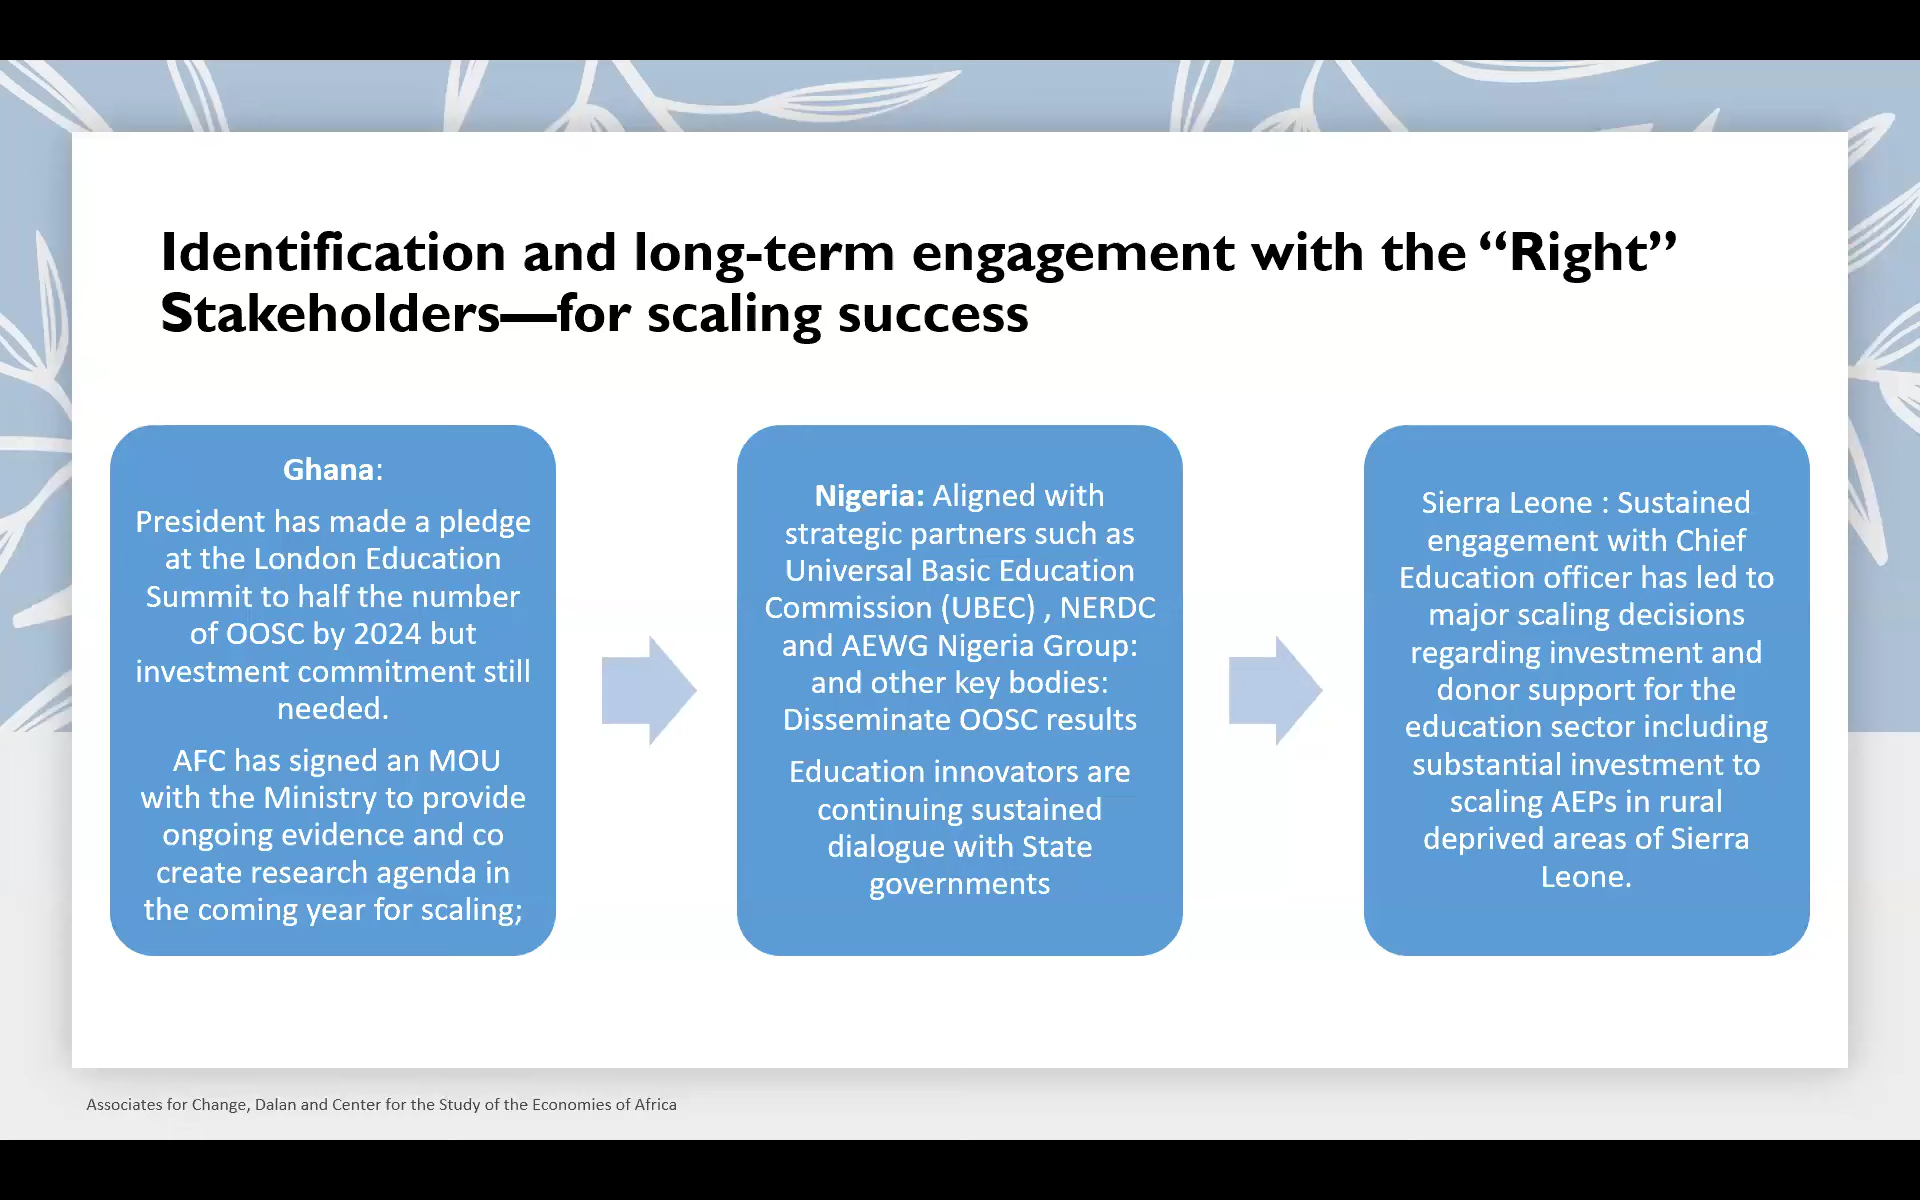 Identification and long-term engagement with the “Right”
Stakeholders—for scaling success
Ghana:
President has made a pledge
at the London Education
Summit to half the number
of OOSC by 2024 but
investment commitment still
needed.
AFC has signed an MOU
with the Ministry to provide
ongoing evidence and co
create research agenda in
the coming year for scaling;
Nigeria: Aligned with
strategic partners such as
Universal Basic Education
Commission (UBEC) , NERDC
and AEWG Nigeria Group:
and other key bodies:
Disseminate OOSC results
Education innovators are
continuing sustained
dialogue with State
governments
Sierra Leone : Sustained
engagement with Chief
Education officer has led to
major scaling decisions
regarding investment and
donor support for the
education sector including
substantial investment to
scaling AEPs in rural
deprived areas of Sierra
Leone.
Associates for Change, Dalan and Center for the Study of the Economies of Africa